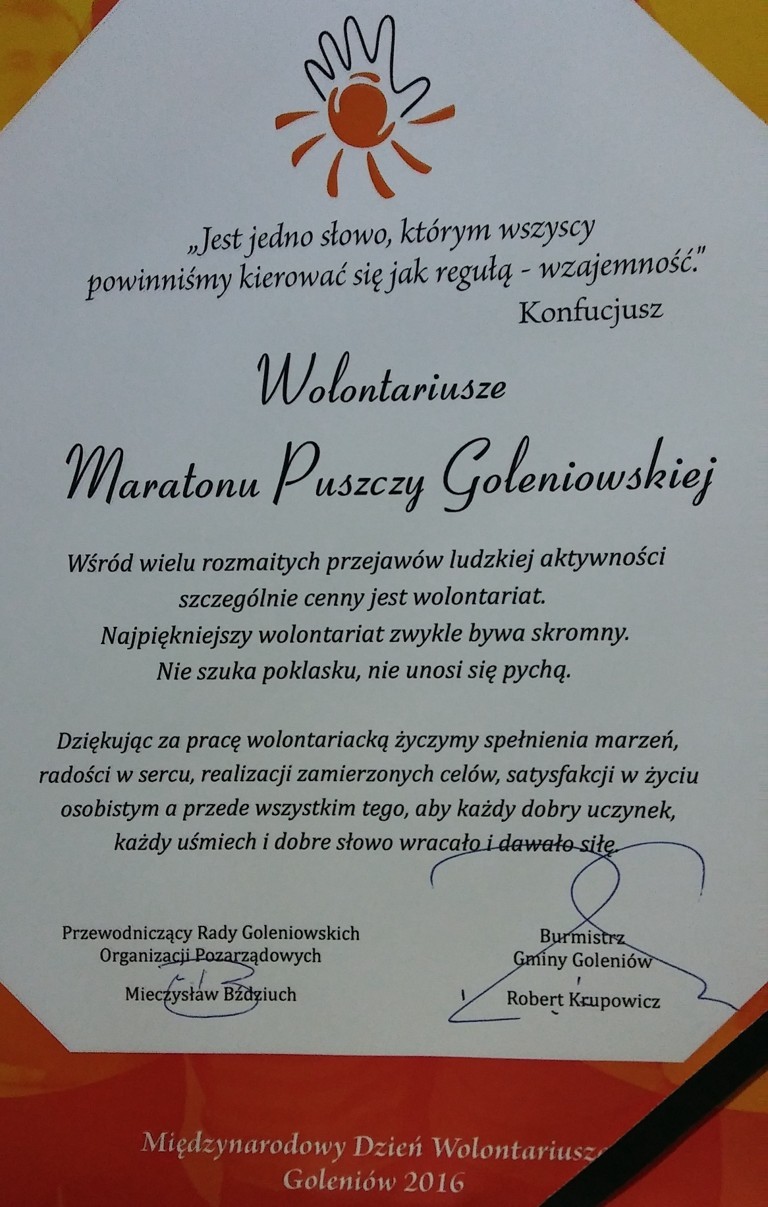 „Jest jedno słowo, którym wszyscy
powinniśmy kierować się jak regułą - wzajemność."
Konfucjusz
Wolontariusze
Maratonu Puszczy Goleniowskiej
Wśród wielu rozmaitych przejawów ludzkiej aktywności
szczególnie cenny jest wolontariat.
Najpiękniejszy wolontariat zwykle bywa skromny.
Nie szuka poklasku, nie unosi się pychą.
Dziękując za pracę wolontariacką życzymy spełnienia marzeń,
radości w sercu, realizacji zamierzonych celów, satysfakcji w życiu
osobistym a przede wszystkim tego, aby każdy dobry uczynek,
każdy uśmiech i dobre słowo wracało i dawało siłę.
Przewodniczący Rady Goleniowskich
Organizacji Pozarządowych
Mieczysław Bździuch
Burmistrz
Gminy Goleniów
Robert Krupowicz
Międzynarodowy Dzień Wolontariusza
Goleniów 2016